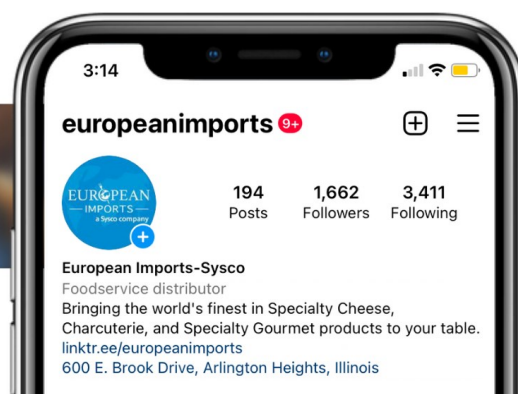 3:14
europeanimports 9+
EUROPEAN
IMPORTS
a Sysco company
194 1,662 3,411
Posts Followers Following
European Imports-Sysco
Foodservice distributor
Bringing the world's finest in Specialty Cheese,
Charcuterie, and Specialty Gourmet products to your table.
linktr.ee/europeanimports
600 E. Brook Drive, Arlington Heights, Illinois